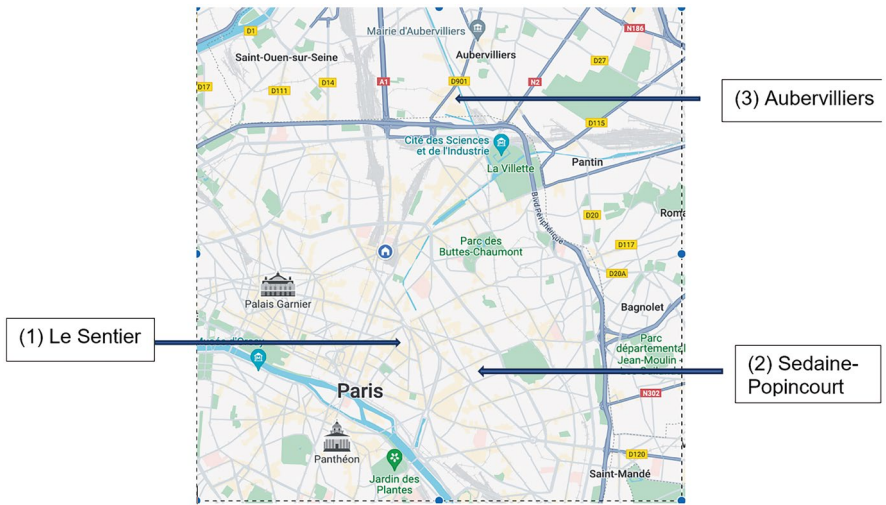 D1
Mairie d'Aubervilliers
N186
Saint-Ouen-sur-Seine
Aubervilliers
D27
D17
D111
D14
A1
D901
N2
(3) Aubervilliers
D115
Cité des Sciences
et de l'Industrie
La Villette
Pantin
Blvd Périphérique
D20
Roma
Parc des
Buttes-Chaumont
D117
D20A
Palais Garnier
Bagnolet
(1) Le Sentier
d'Orsay
Parc
départemental
Jean-Moulin -
(2) Sedaine-
Popincourt
Paris
N302
Panthéon
D120
Jardin des
Plantes
Saint-Mandé